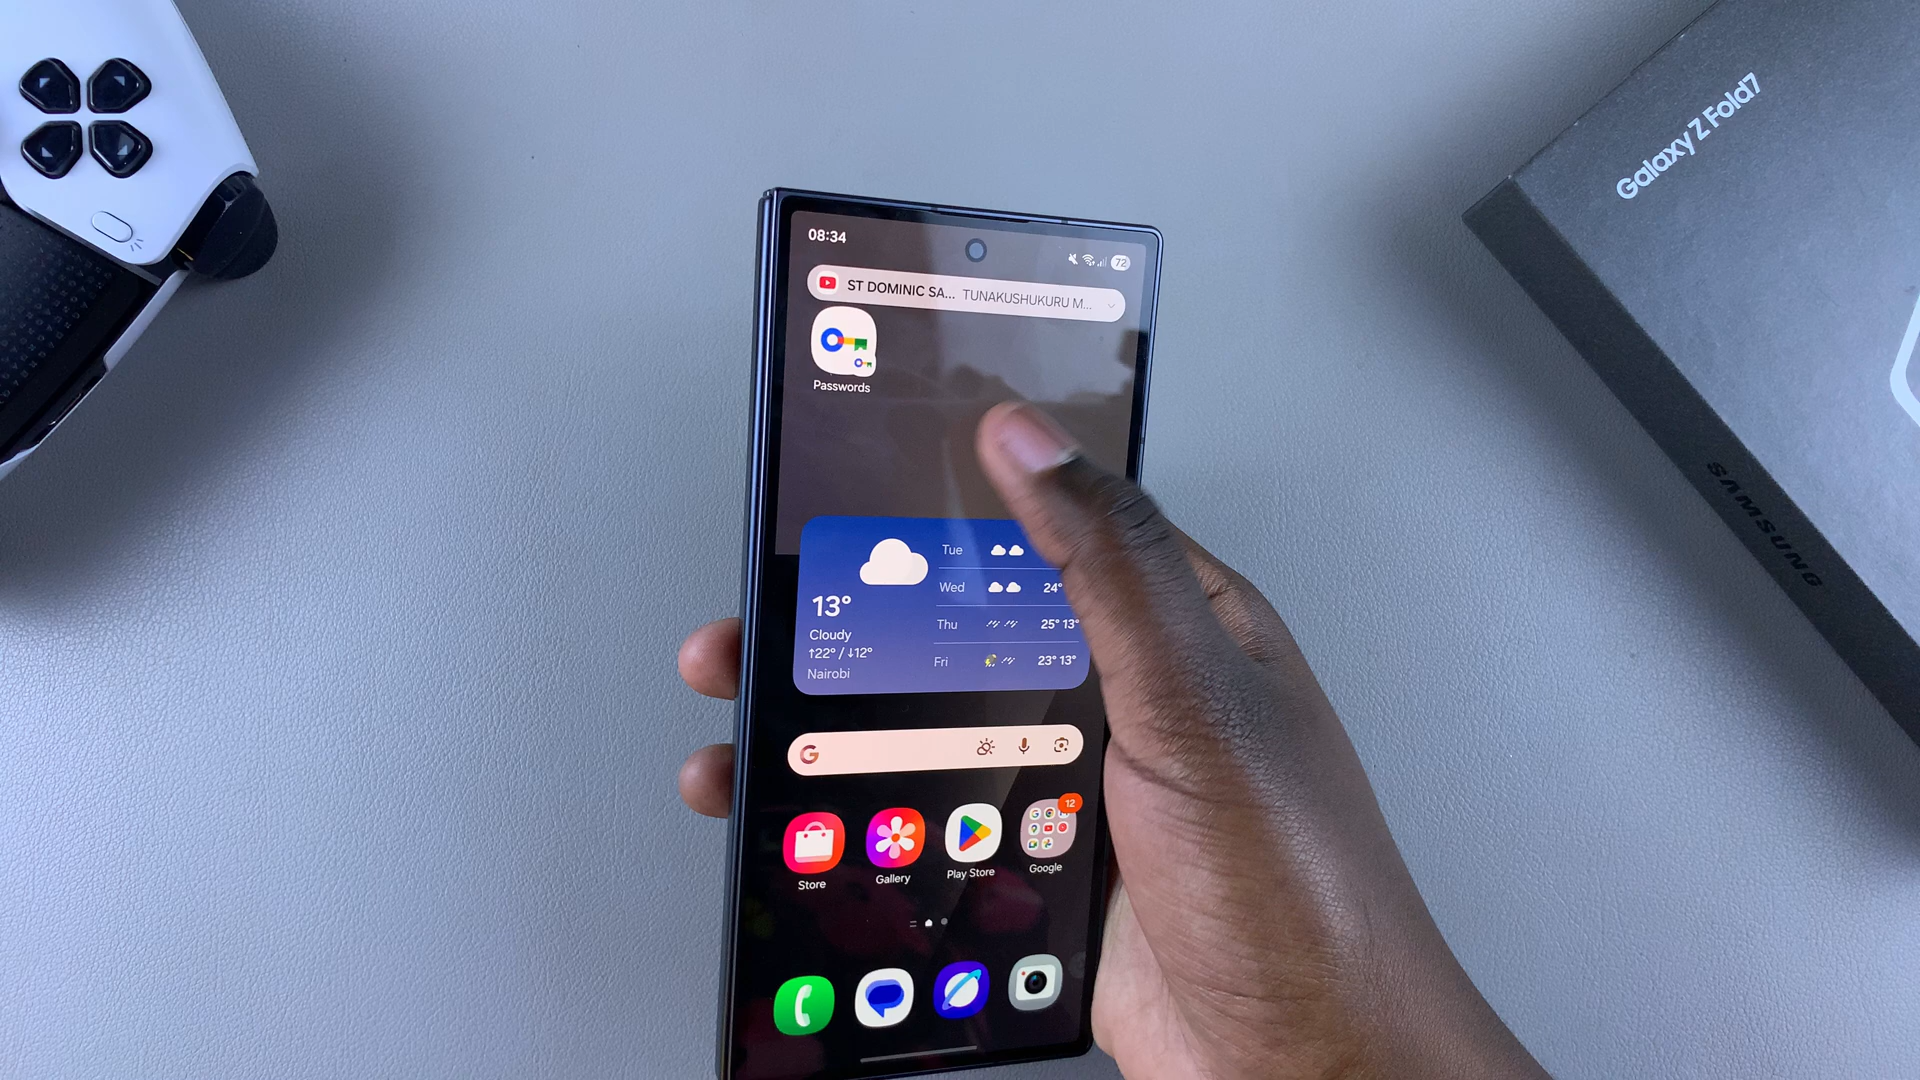 Galaxy Z Fold7
SAMSUNG
08:34
72
ST DOMINIC SA... TUNAKUSHUKURU M...
Passwords
Tue
Wed 24°
13°
Thu 25° 13°
Cloudy
↑22° / ↓12°
Fri 23° 13°
Nairobi
G
12
Store Gallery Play Store Google